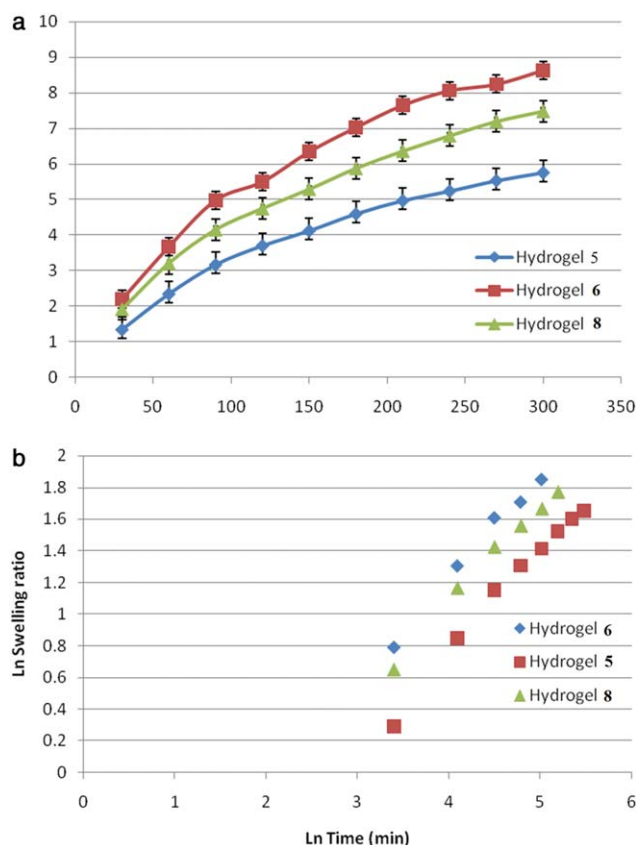 a
10
9
8
7
6
5
4
3
2
1
0
Hydrogel 5
Hydrogel 6
Hydrogel 8
0 50 100 150 200 250 300 350
b
2
1.8
1.6
1.4
1.2
1
0.8
0.6
0.4
0.2
0
Ln Swelling ratio
Hydrogel 6
Hydrogel 5
Hydrogel 8
0 1 2 3 4 5 6
Ln Time (min)